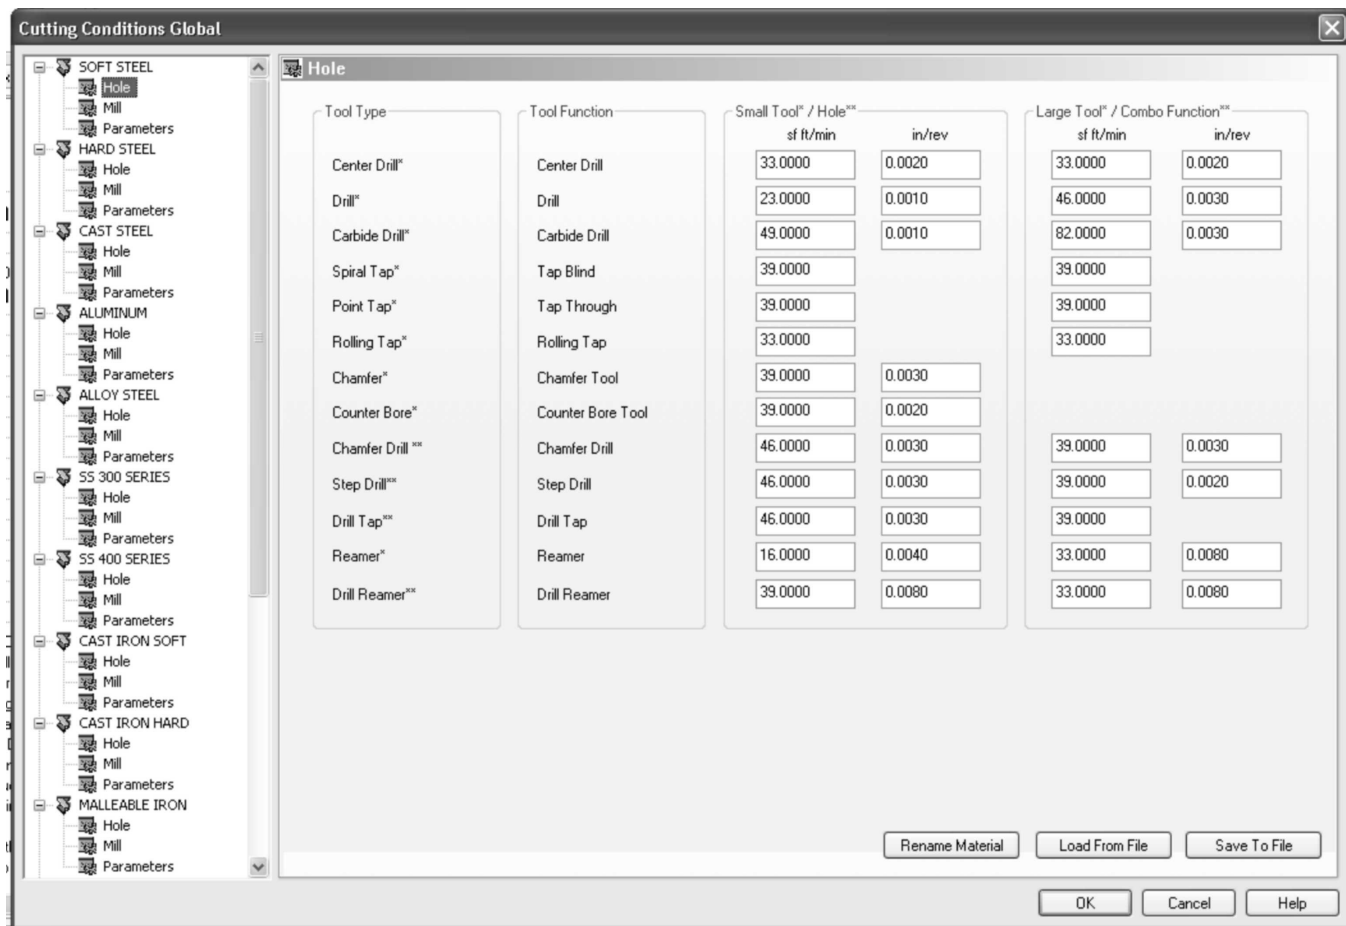 Cutting Conditions Global
SOFT STEEL
Hole
Mill
Parameters
HARD STEEL
Hole
Mill
Parameters
CAST STEEL
Hole
Mill
Parameters
ALUMINUM
Hole
Mill
Parameters
ALLOY STEEL
Hole
Mill
Parameters
SS 300 SERIES
Hole
Mill
Parameters
SS 400 SERIES
Hole
Mill
Parameters
CAST IRON SOFT
Hole
Mill
Parameters
CAST IRON HARD
Hole
Mill
Parameters
MALLEABLE IRON
Hole
Mill
Parameters
Hole
Tool Type Tool Function Small Tool* / Hole** Large Tool* / Combo Function**
sf ft/min in/rev sf ft/min in/rev
Center Drill* Center Drill 33.0000 0.0020 33.0000 0.0020
Drill* Drill 23.0000 0.0010 46.0000 0.0030
Carbide Drill* Carbide Drill 49.0000 0.0010 82.0000 0.0030
Spiral Tap* Tap Blind 39.0000 39.0000
Point Tap* Tap Through 39.0000 39.0000
Rolling Tap* Rolling Tap 33.0000 33.0000
Chamfer* Chamfer Tool 39.0000 0.0030
Counter Bore* Counter Bore Tool 39.0000 0.0020
Chamfer Drill ** Chamfer Drill 46.0000 0.0030 39.0000 0.0030
Step Drill** Step Drill 46.0000 0.0030 39.0000 0.0020
Drill Tap** Drill Tap 46.0000 0.0030 39.0000
Reamer* Reamer 16.0000 0.0040 33.0000 0.0080
Drill Reamer** Drill Reamer 39.0000 0.0080 33.0000 0.0080
Rename Material Load From File Save To File
OK Cancel Help